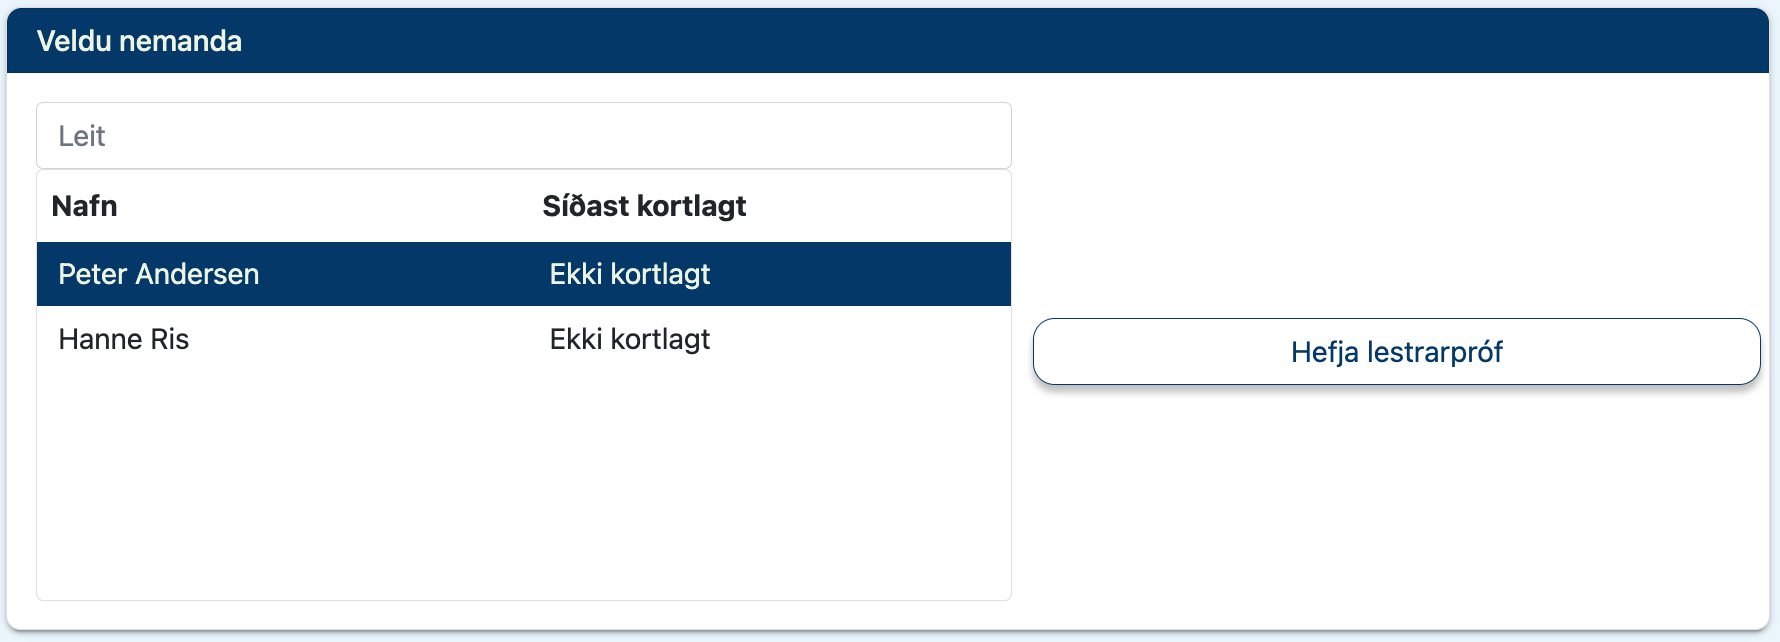 Veldu nemanda
Leit
Nafn Síðast kortlagt
Peter Andersen Ekki kortlagt
Hanne Ris Ekki kortlagt
Hefja lestrarpróf